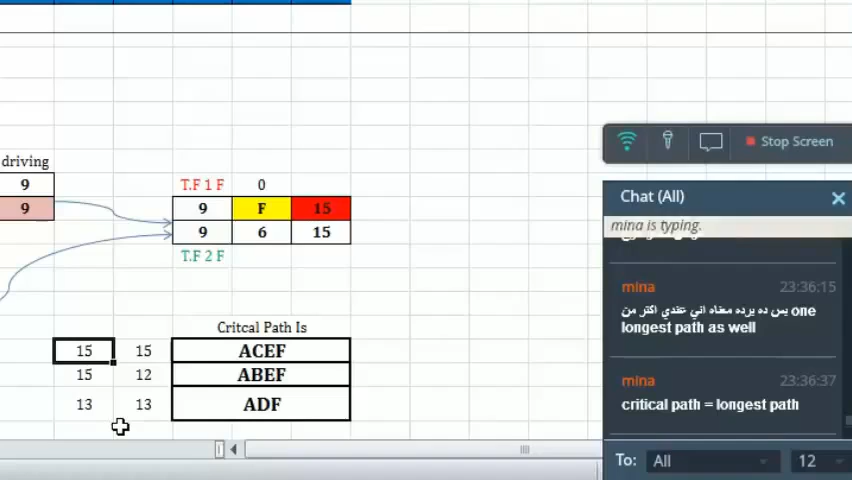 driving
9
9
T.F 1 F 0
9 F 15
9 6 15
T.F 2 F
Critcal Path Is
15 15 ACEF
15 12 ABEF
13 13 ADF
Stop Screen
Chat (All)
mina is typing.
mina 23:36:15
بس ده برده معناه اني عندي اكتر من one
longest path as well
mina 23:36:37
critical path = longest path
To: All 12